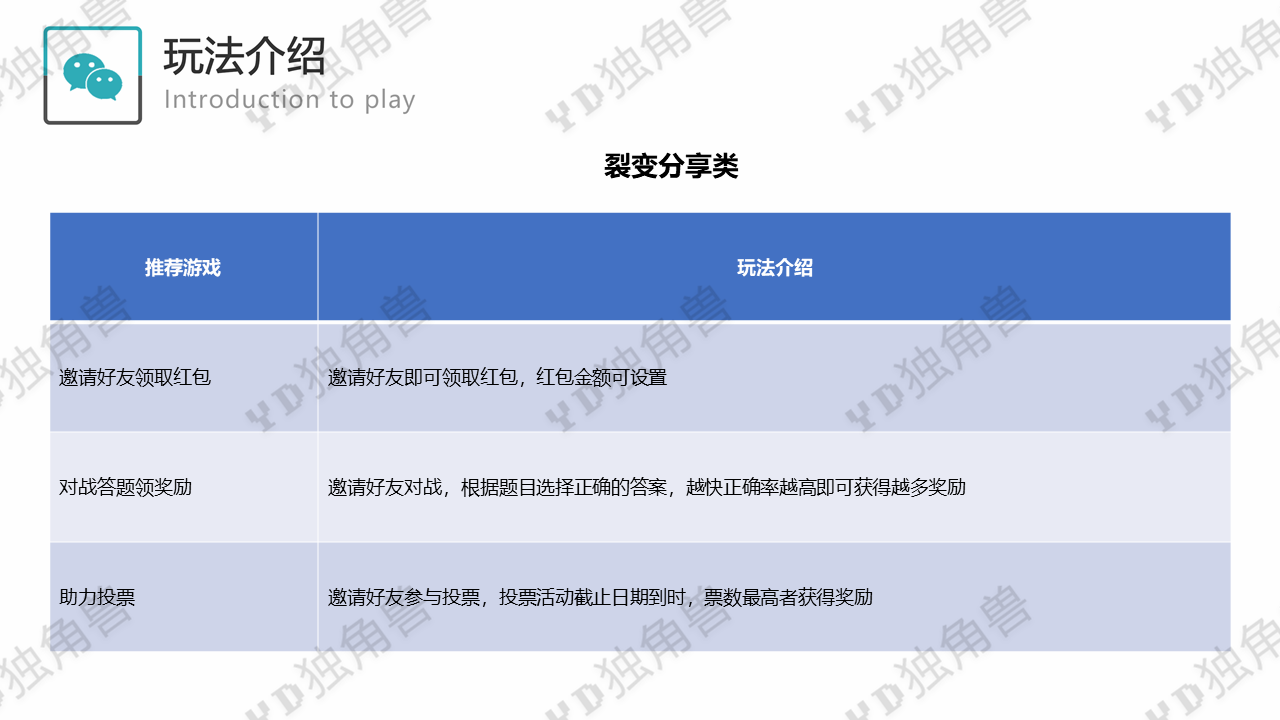 玩法介绍
Introduction to play
裂变分享类
推荐游戏 玩法介绍
邀请好友领取红包 邀请好友即可领取红包，红包金额可设置
对战答题领奖励 邀请好友对战，根据题目选择正确的答案，越快正确率越高即可获得越多奖励
助力投票 邀请好友参与投票，投票活动截止日期到时，票数最高者获得奖励
YD独角兽